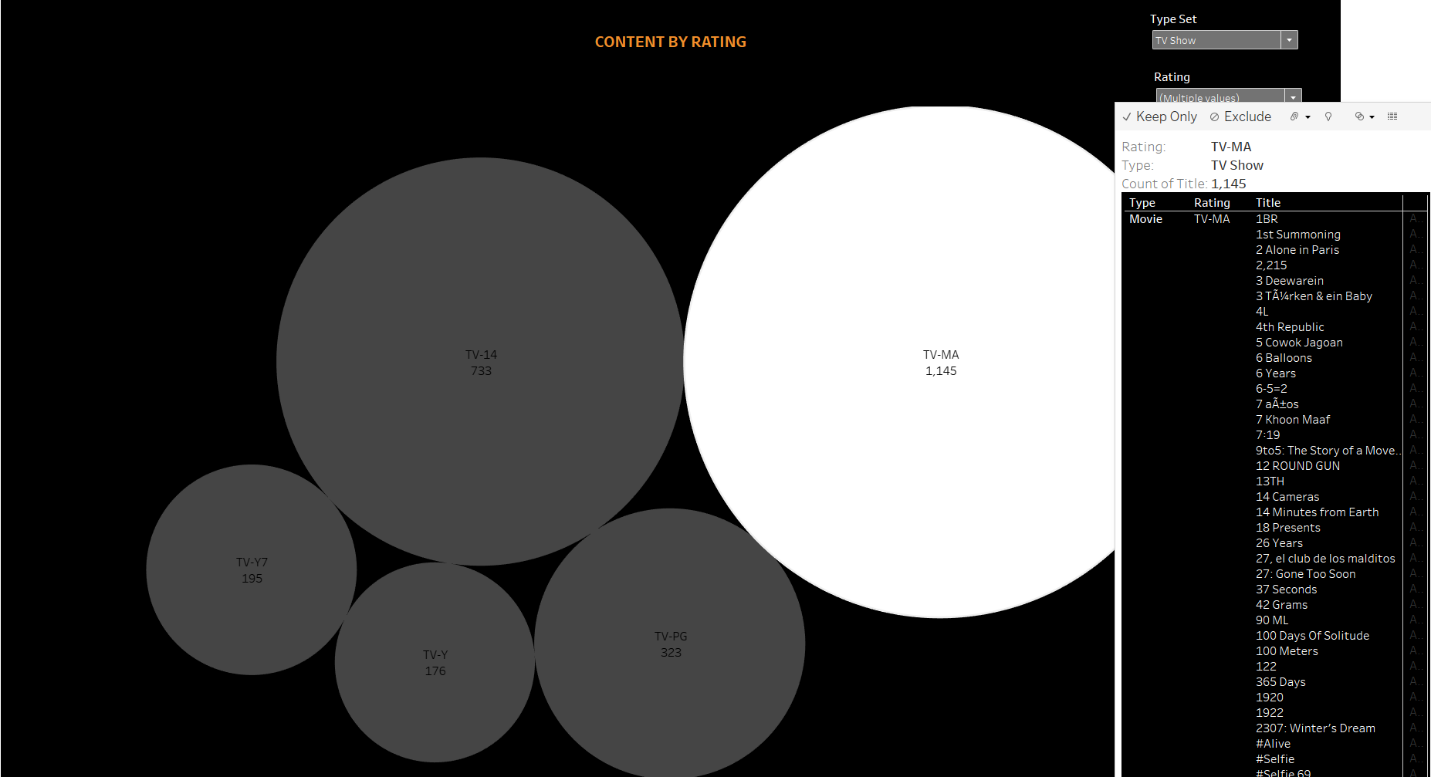 CONTENT BY RATING
Type Set
TV Show
Rating
(Multiple values)
TV-14
733
TV-MA
1,145
TV-Y7
195
TV-Y
176
TV-PG
323
Keep Only Exclude
Rating: TV-MA
Type: TV Show
Count of Title: 1,145
Type Rating Title
Movie TV-MA 1BR A..
1st Summoning A..
2 Alone in Paris A..
2,215 A..
3 Deewarein A..
3 TÃ¼rken & ein Baby A..
4L A..
4th Republic A..
5 Cowok Jagoan A..
6 Balloons A..
6 Years A..
6-5=2 A..
7 aÃ±os A..
7 Khoon Maaf A..
7:19 A..
9to5: The Story of a Move.. A..
12 ROUND GUN A..
13TH A..
14 Cameras A..
14 Minutes from Earth A..
18 Presents A..
26 Years A..
27, el club de los malditos A..
27: Gone Too Soon A..
37 Seconds A..
42 Grams A..
90 ML A..
100 Days Of Solitude A..
100 Meters A..
122 A..
365 Days A..
1920 A..
1922 A..
2307: Winter's Dream A..
#Alive A..
#Selfie A..
#Selfie 69 A..